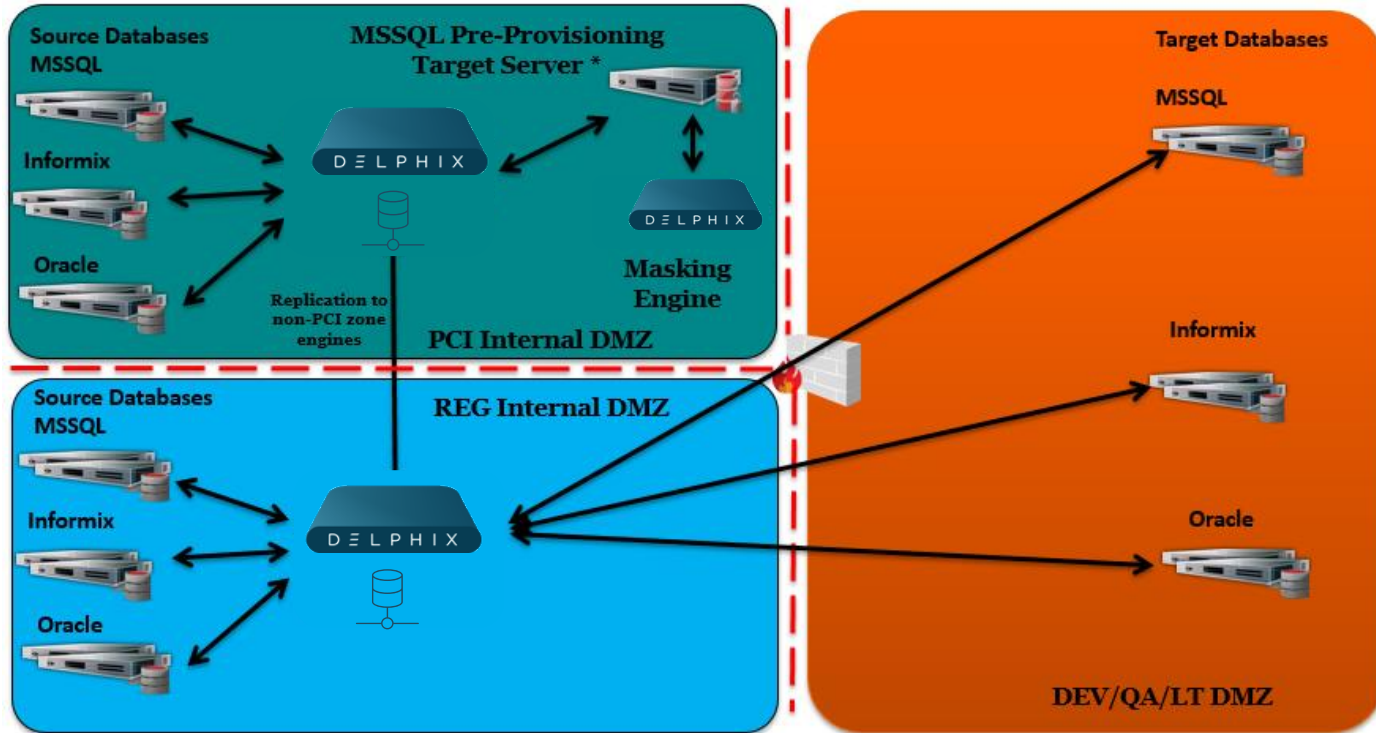 Source Databases
MSSQL
MSSQL Pre-Provisioning
Target Server *
Informix
Oracle
DELPHIX
DELPHIX
Masking
Engine
Replication to
non-PCI zone
engines
PCI Internal DMZ
Source Databases
MSSQL
REG Internal DMZ
Informix
Oracle
DELPHIX
Target Databases
MSSQL
Informix
Oracle
DEV/QA/LT DMZ